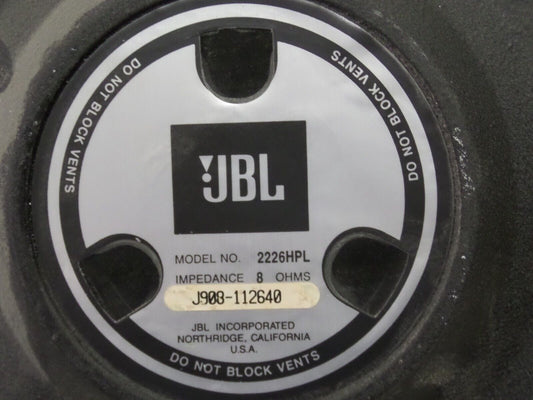 DO NOT BLOCK VENTS
DO NOT BLOCK VENTS
JBL
MODEL NO. 2226HPL
IMPEDANCE 8 OHMS
J908-112640
JBL INCORPORATED
NORTHRIDGE, CALIFORNIA
U.S.A.
DO NOT BLOCK VENTS